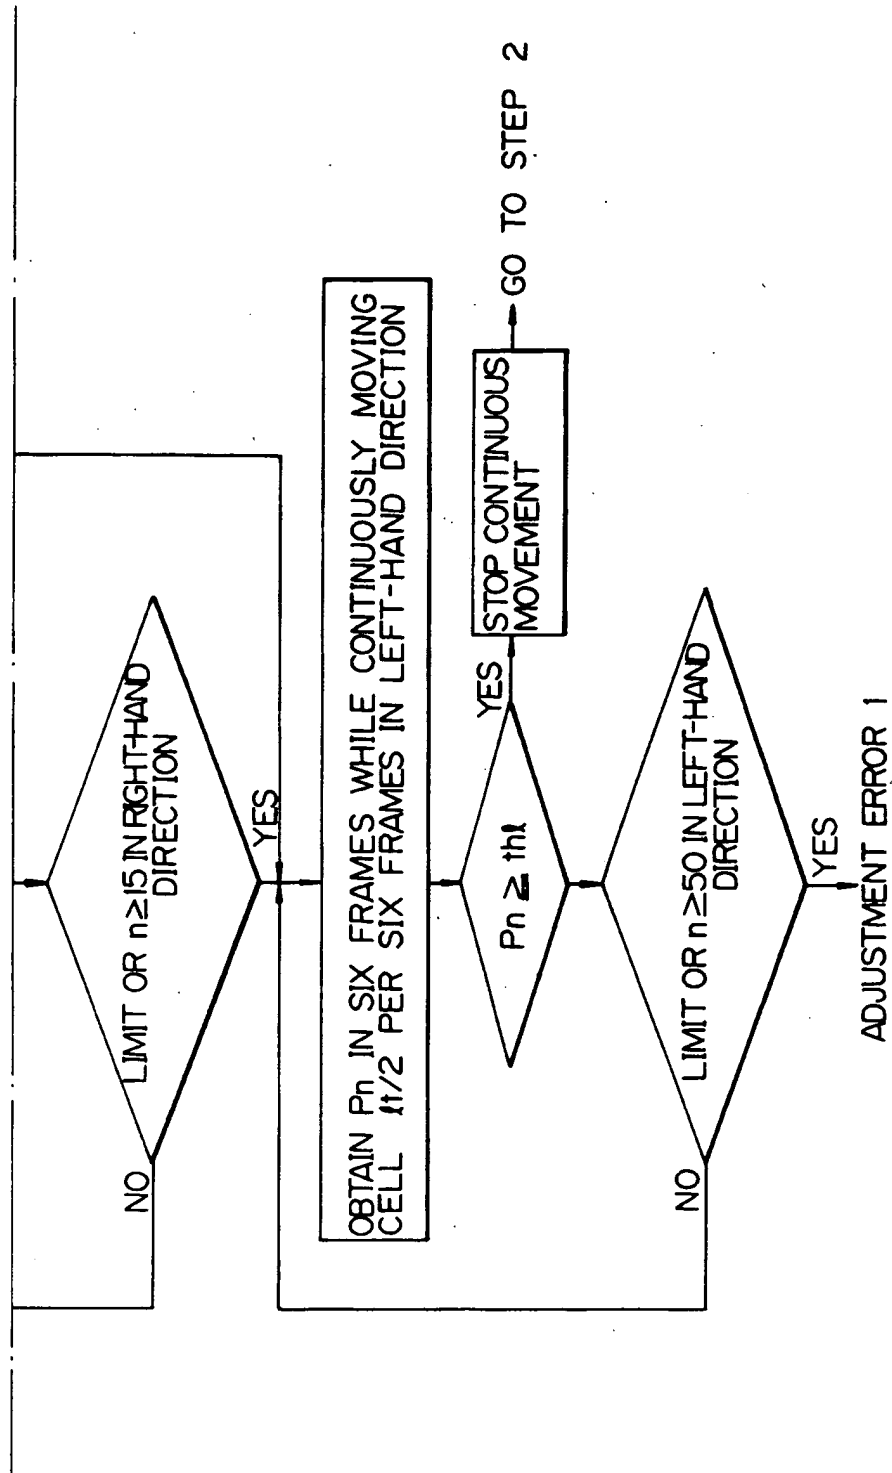 LIMIT OR n≥15 IN RIGHT-HAND
DIRECTION
NO
YES
OBTAIN Pn IN SIX FRAMES WHILE CONTINUOUSLY MOVING
CELL ℓt/2 PER SIX FRAMES IN LEFT-HAND DIRECTION
Pn ≥ thℓ
YES
STOP CONTINUOUS
MOVEMENT
GO TO STEP 2
LIMIT OR n≥50 IN LEFT-HAND
DIRECTION
NO
YES
ADJUSTMENT ERROR 1